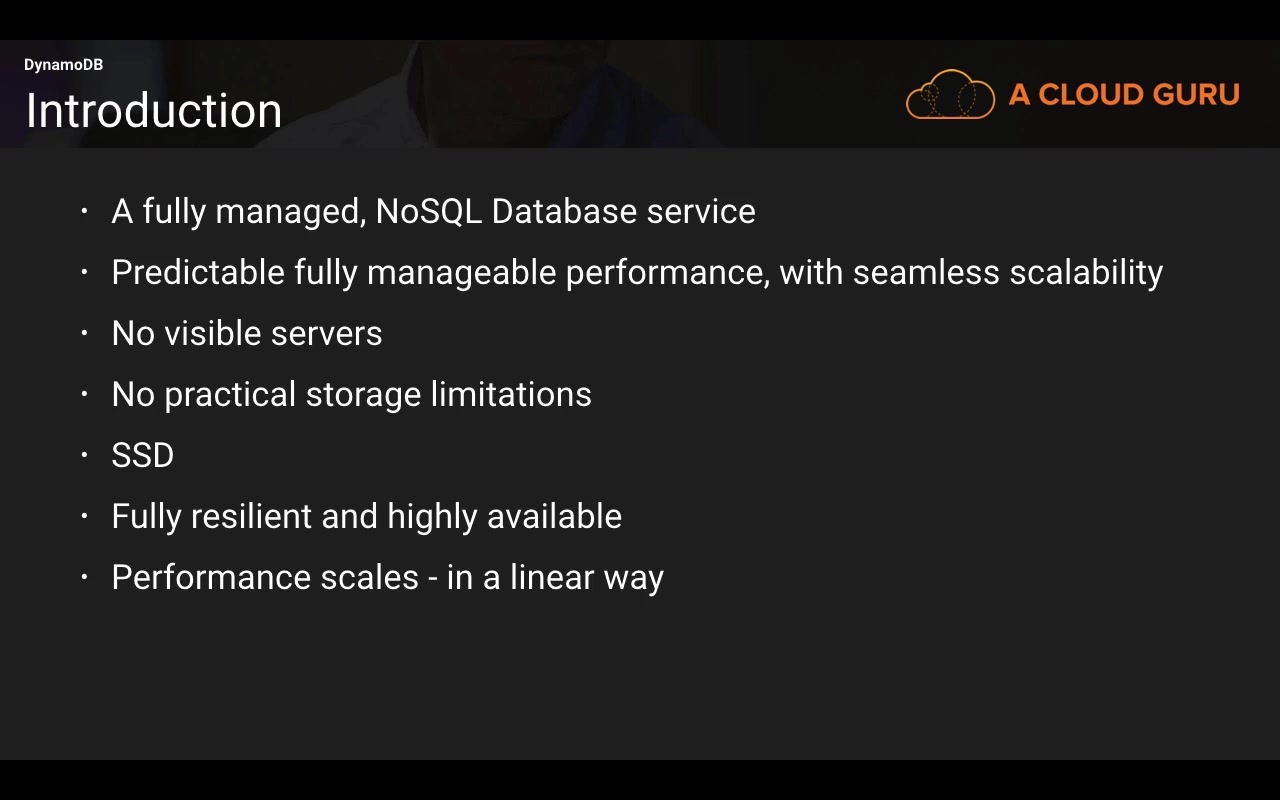 DynamoDB
Introduction
A CLOUD GURU
· A fully managed, NoSQL Database service
· Predictable fully manageable performance, with seamless scalability
· No visible servers
· No practical storage limitations
· SSD
· Fully resilient and highly available
· Performance scales - in a linear way